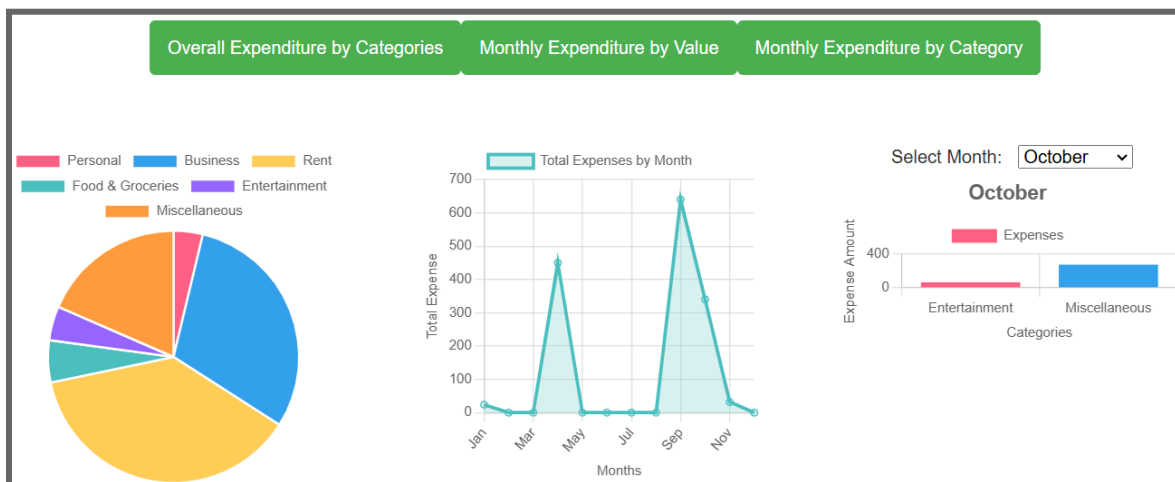 Overall Expenditure by Categories Monthly Expenditure by Value Monthly Expenditure by Category
Personal Business Rent
Food & Groceries Entertainment
Miscellaneous
Total Expenses by Month
700
600
500
400
300
200
100
0
Total Expense
Jan Mar May Jul Sep Nov
Months
Select Month: October
October
Expenses
Expense Amount
400
0
Entertainment Miscellaneous
Categories